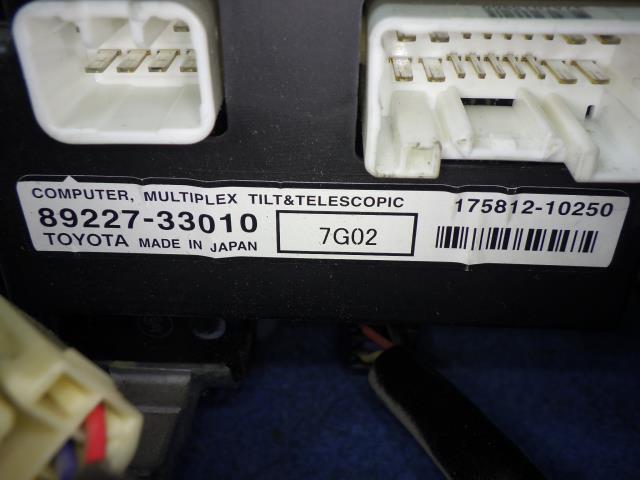 COMPUTER, MULTIPLEX TILT&TELESCOPIC
175812-10250
89227-33010
7G02
TOYOTA MADE IN JAPAN